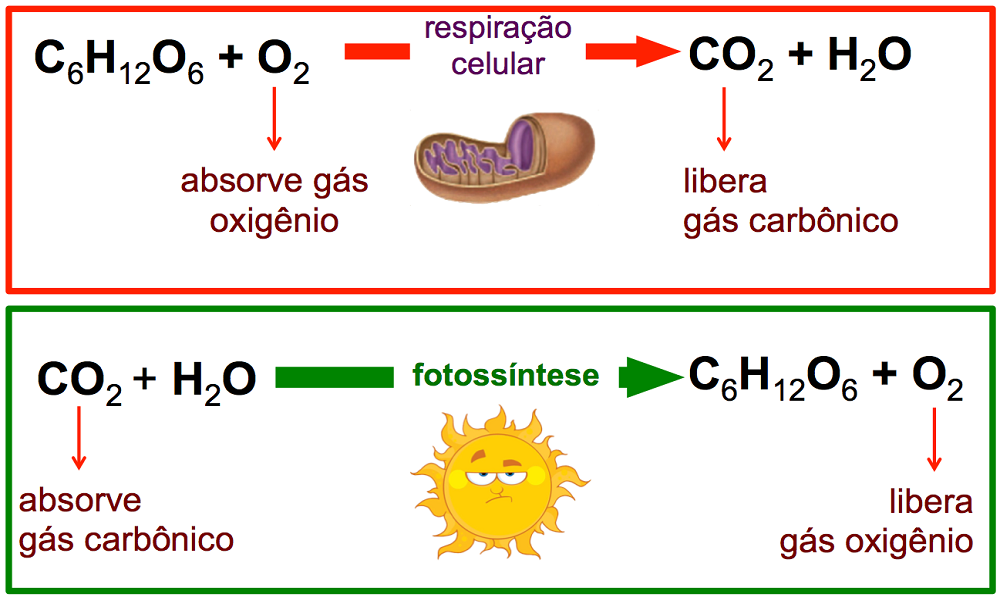 C₆H₁₂O₆ + O₂ respiração CO₂ + H₂O
celular
absorve gás
oxigênio
libera
gás carbônico
CO₂ + H₂O fotossíntese C₆H₁₂O₆ + O₂
absorve
gás carbônico
libera
gás oxigênio